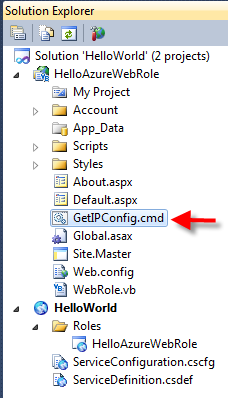 Solution Explorer
Solution 'HelloWorld' (2 projects)
HelloAzureWebRole
My Project
Account
App_Data
Scripts
Styles
About.aspx
Default.aspx
GetIPConfig.cmd
Global.asax
Site.Master
Web.config
WebRole.vb
HelloWorld
Roles
HelloAzureWebRole
ServiceConfiguration.cscfg
ServiceDefinition.csdef